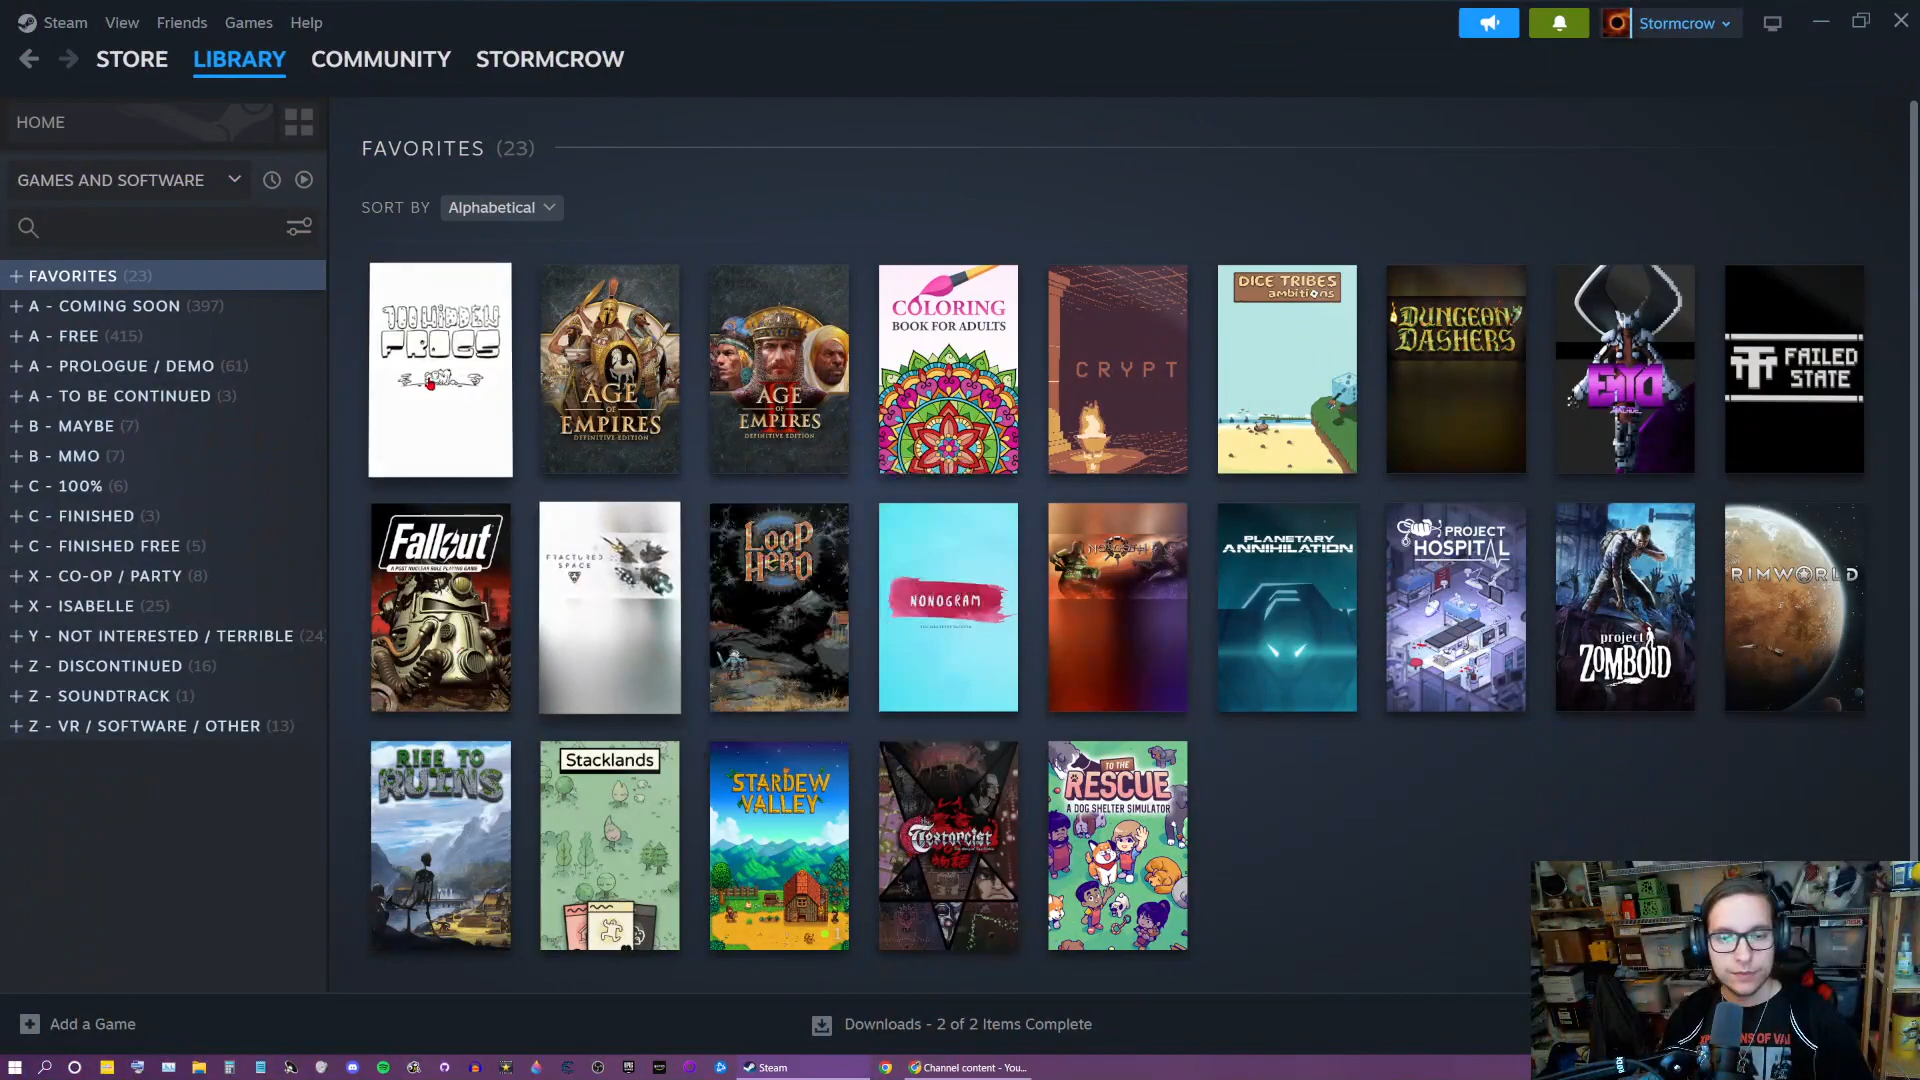 Steam View Friends Games Help
Stormcrow
STORE LIBRARY COMMUNITY STORMCROW
HOME
GAMES AND SOFTWARE
FAVORITES (23)
A - COMING SOON (397)
A - FREE (415)
A - PROLOGUE / DEMO (61)
A - TO BE CONTINUED (3)
B - MAYBE (7)
B - MMO (7)
C - 100% (6)
C - FINISHED (3)
C - FINISHED FREE (5)
X - CO-OP / PARTY (8)
X - ISABELLE (25)
Y - NOT INTERESTED / TERRIBLE (24)
Z - DISCONTINUED (16)
Z - SOUNDTRACK (1)
Z - VR / SOFTWARE / OTHER (13)
FAVORITES (23)
SORT BY Alphabetical
100 HIDDEN
FROGS
AGE
OF
EMPIRES
DEFINITIVE EDITION
AGE
II
OF
EMPIRES
DEFINITIVE EDITION
COLORING
BOOK FOR ADULTS
CRYPT
DICE TRIBES
ambitions
DUNGEON
DASHERS
FAILED
STATE
Fallout
A POST NUCLEAR ROLE PLAYING GAME
FRACTURED
SPACE
LOOP
HERO
NONOGRAM
PLANETARY
ANNIHILATION
PROJECT
HOSPITAL
project
ZOMBOID
RIMWORLD
RISE TO
RUINS
Stacklands
STARDEW
VALLEY
1
the
Textorcist
TO THE
RESCUE
A DOG SHELTER SIMULATOR
Add a Game
Downloads - 2 of 2 Items Complete
Steam
Channel content - You...